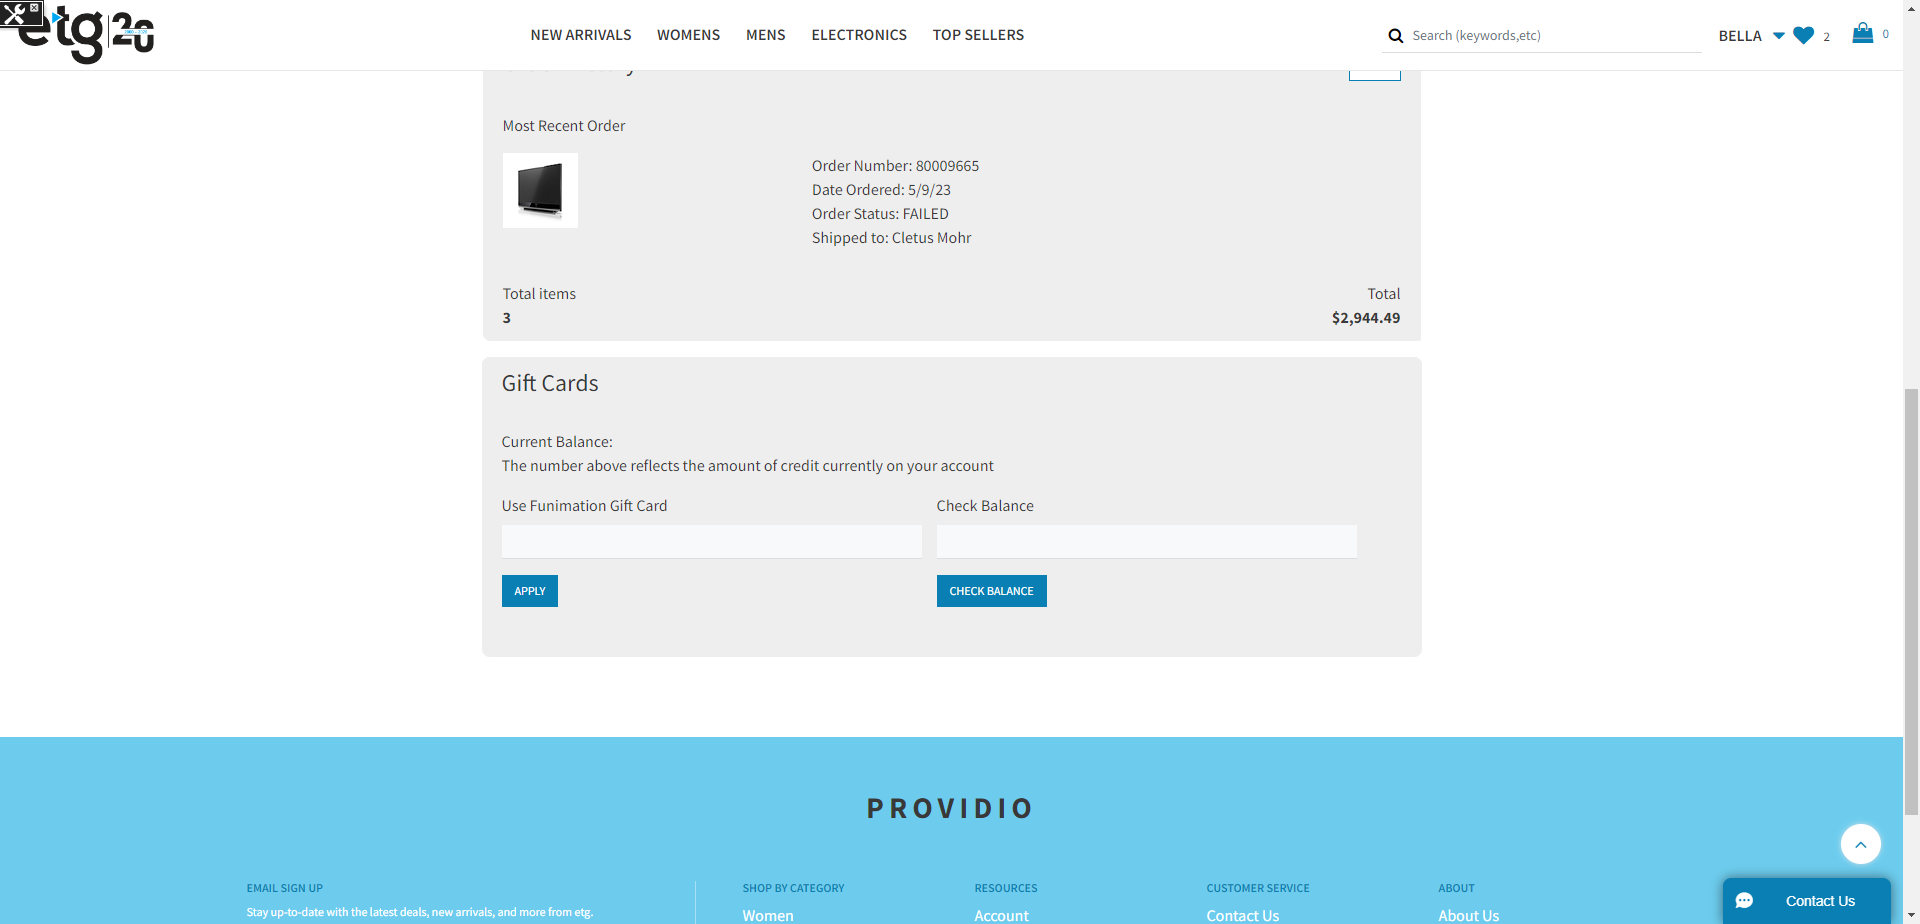 etg 20
NEW ARRIVALS WOMENS MENS ELECTRONICS TOP SELLERS
Search (keywords,etc)
BELLA 2 0
Most Recent Order
Order Number: 80009665
Date Ordered: 5/9/23
Order Status: FAILED
Shipped to: Cletus Mohr
Total items
3
Total
$2,944.49
Gift Cards
Current Balance:
The number above reflects the amount of credit currently on your account
Use Funimation Gift Card
APPLY
Check Balance
CHECK BALANCE
PROVIDIO
EMAIL SIGN UP
Stay up-to-date with the latest deals, new arrivals, and more from etg.
SHOP BY CATEGORY
Women
RESOURCES
Account
CUSTOMER SERVICE
Contact Us
ABOUT
About Us
Contact Us